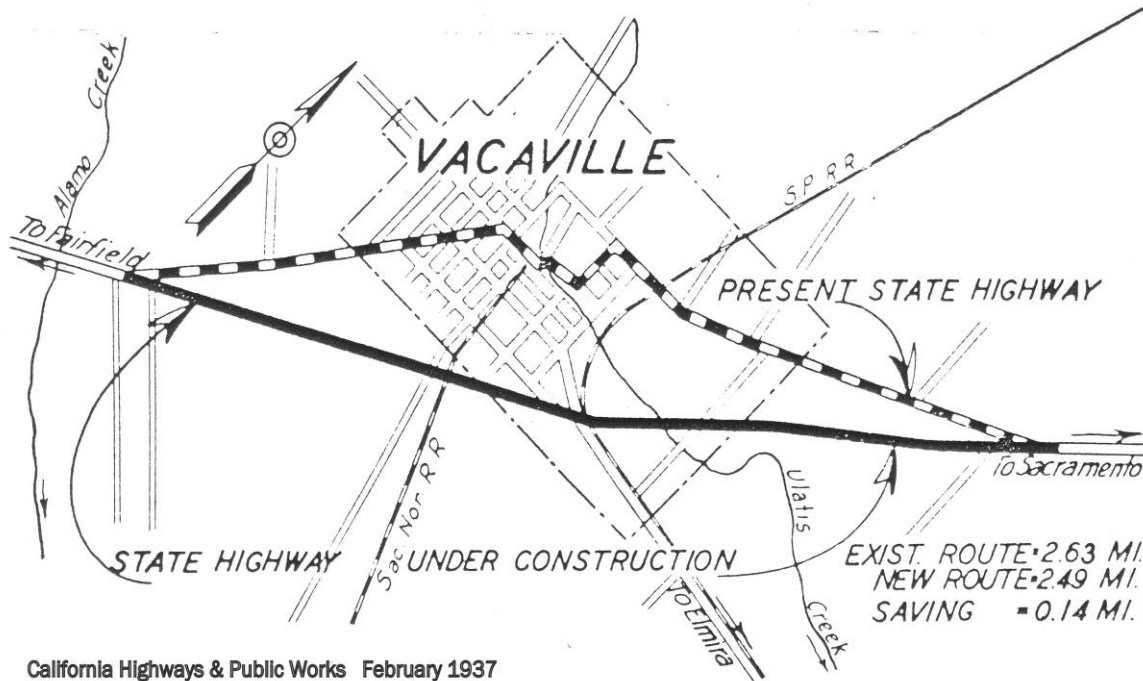 Alamo Creek
To Fairfield
VACAVILLE
S.P. R.R
PRESENT STATE HIGHWAY
Sac. Nor. R.R
To Sacramento
Ulatis Creek
STATE HIGHWAY UNDER CONSTRUCTION
To Elmira
EXIST. ROUTE=2.63 MI.
NEW ROUTE=2.49 MI.
SAVING =0.14 MI.
California Highways & Public Works February 1937